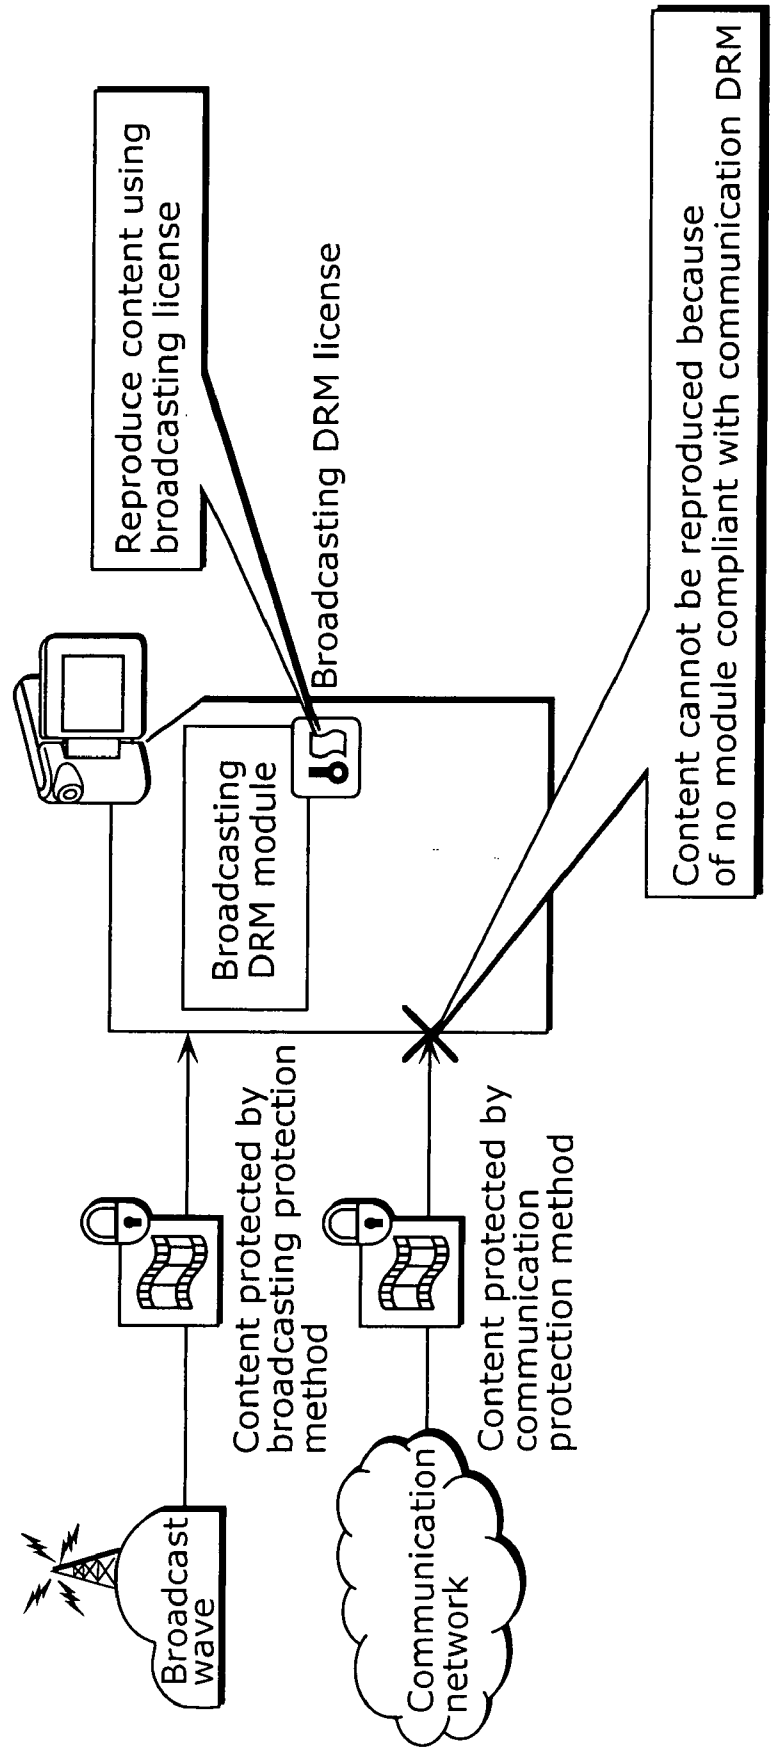 Reproduce content using
broadcasting license
Broadcast
wave
Content protected by
broadcasting protection
method
Broadcasting
DRM module
Broadcasting DRM license
Communication
network
Content protected by
communication
protection method
Content cannot be reproduced because
of no module compliant with communication DRM